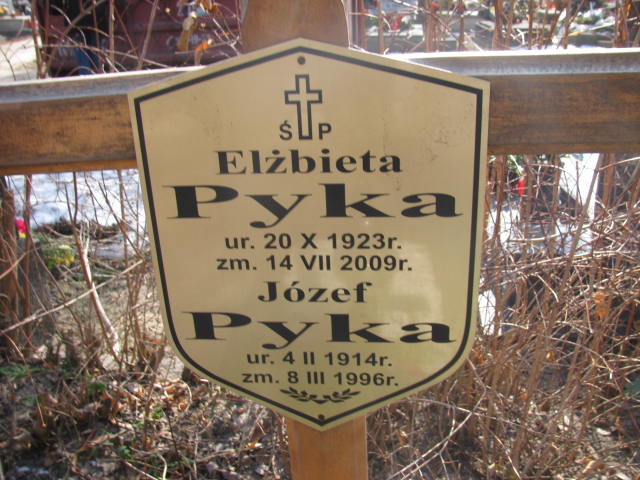 Ś P
Elżbieta
Pyka
ur. 20 X 1923r.
zm. 14 VII 2009r.
Józef
Pyka
ur. 4 II 1914r.
zm. 8 III 1996r.